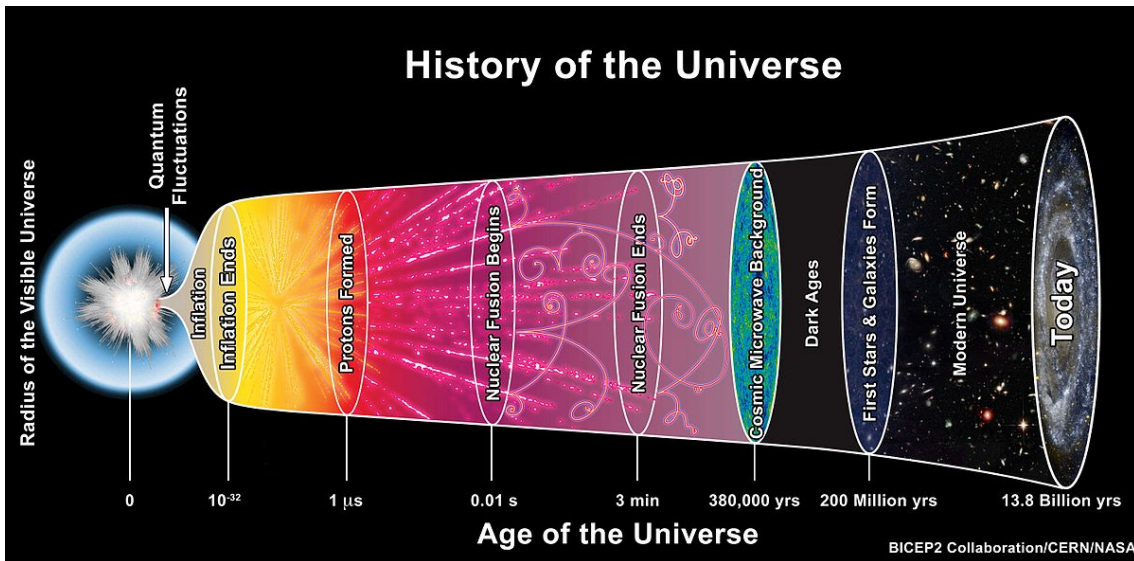 History of the Universe
Radius of the Visible Universe
Quantum
Fluctuations
Inflation
Inflation Ends
Protons Formed
Nuclear Fusion Begins
Nuclear Fusion Ends
Cosmic Microwave Background
Dark Ages
First Stars & Galaxies Form
Modern Universe
Today
0
10⁻³²
1 µs
0.01 s
3 min
380,000 yrs
200 Million yrs
13.8 Billion yrs
Age of the Universe
BICEP2 Collaboration/CERN/NASA